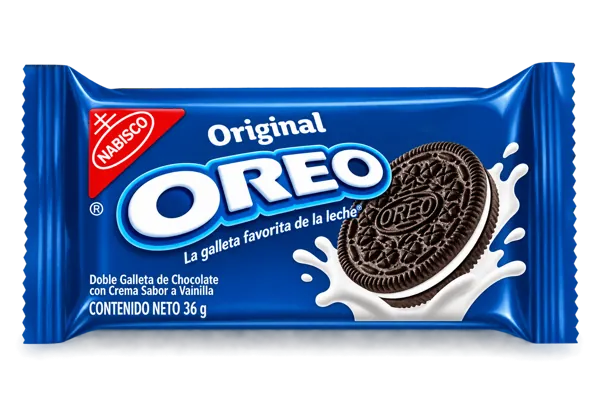 NABISCO
®
Original
OREO
La galleta favorita de la leche®
OREO
Doble Galleta de Chocolate
con Crema Sabor a Vainilla
CONTENIDO NETO 36 g